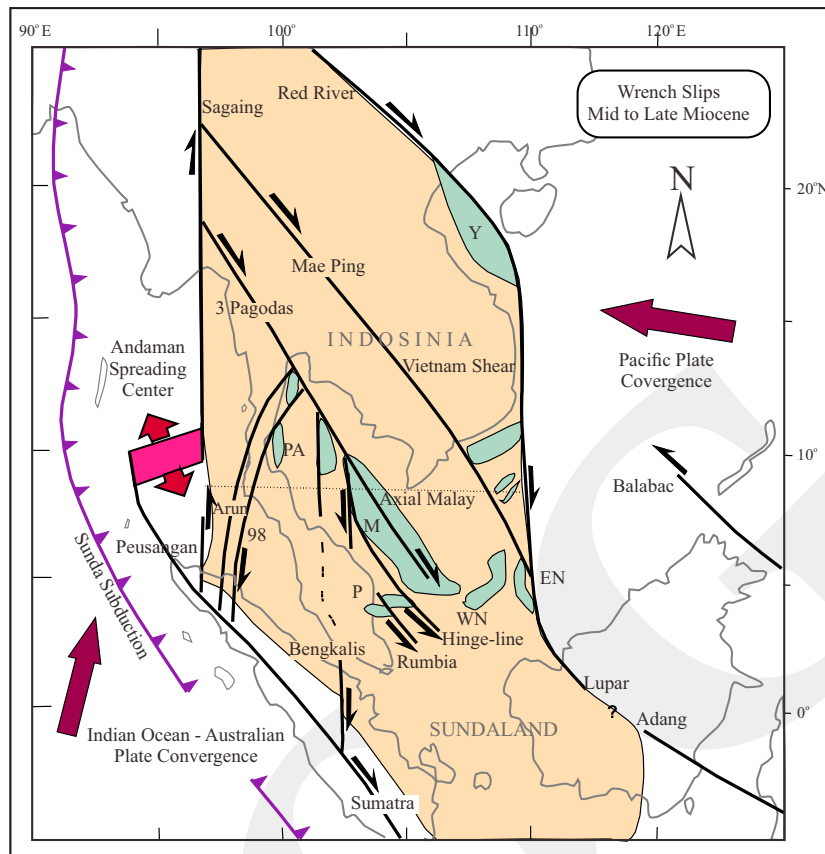 90°E
100°
110°
120°E
Red River
Sagaing
Wrench Slips
Mid to Late Miocene
20°N
N
Y
Mae Ping
3 Pagodas
INDOSINIA
Vietnam Shear
Andaman
Spreading
Center
Pacific Plate
Covergence
PA
10°
Balabac
Arun
Axial Malay
98
M
Peusangan
Sunda Subduction
EN
P
WN
Hinge-line
Bengkalis
Rumbia
Lupar
?
Adang
0°
SUNDALAND
Indian Ocean - Australian
Plate Convergence
Sumatra